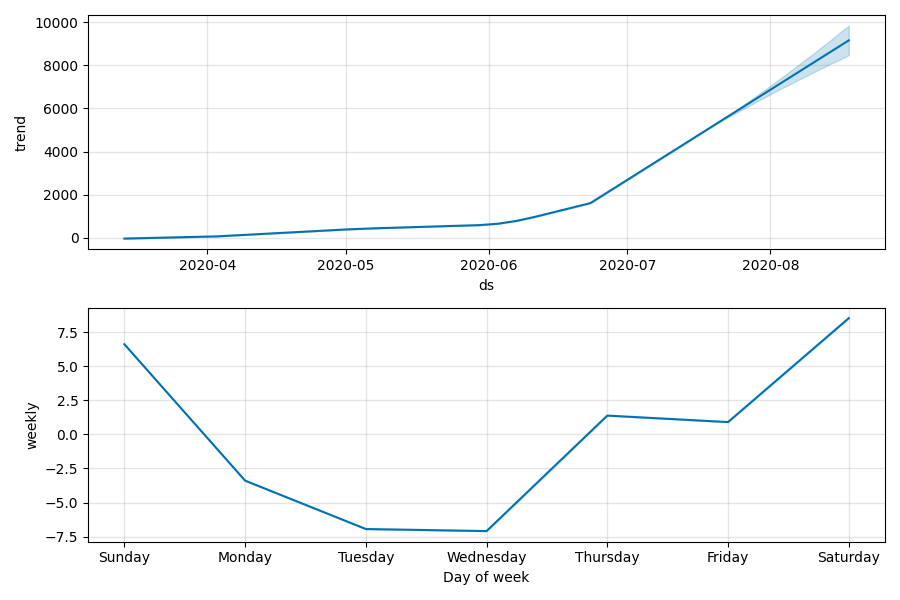 10000
8000
6000
4000
2000
0
trend
2020-04 2020-05 2020-06 2020-07 2020-08
ds
7.5
5.0
2.5
0.0
−2.5
−5.0
−7.5
weekly
Sunday Monday Tuesday Wednesday Thursday Friday Saturday
Day of week